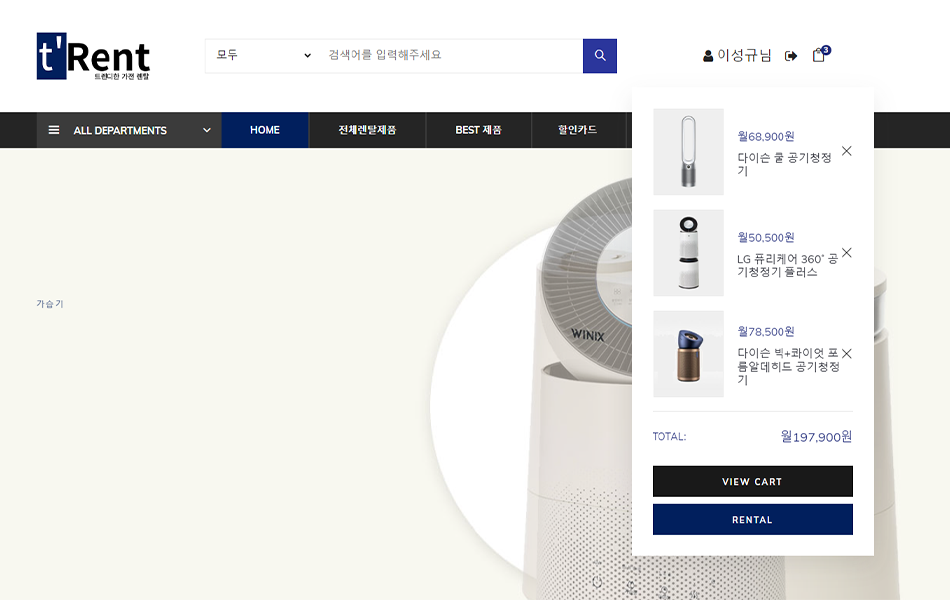 t'Rent
트렌디한 가전 렌탈
모두
검색어를 입력해주세요
이성규님
3
ALL DEPARTMENTS
HOME
전체렌탈제품
BEST 제품
할인카드
월68,900원
다이슨 쿨 공기청정
기
월50,500원
LG 퓨리케어 360˚ 공
기청정기 플러스
가습기
월78,500원
다이슨 빅+콰이엇 포
름알데히드 공기청정
기
WINIX
TOTAL:
월197,900원
VIEW CART
RENTAL